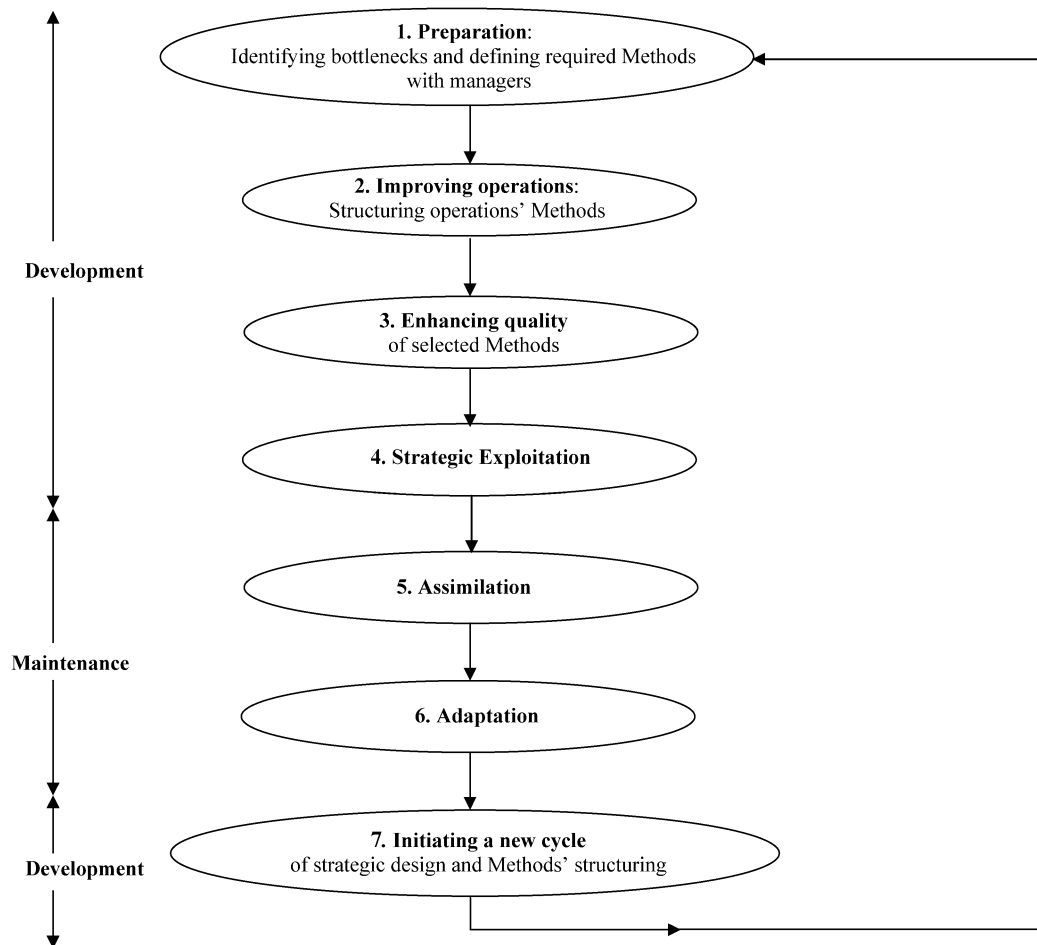 1. Preparation:
Identifying bottlenecks and defining required Methods
with managers
2. Improving operations:
Structuring operations’ Methods
Development
3. Enhancing quality
of selected Methods
4. Strategic Exploitation
5. Assimilation
Maintenance
6. Adaptation
7. Initiating a new cycle
of strategic design and Methods’ structuring
Development